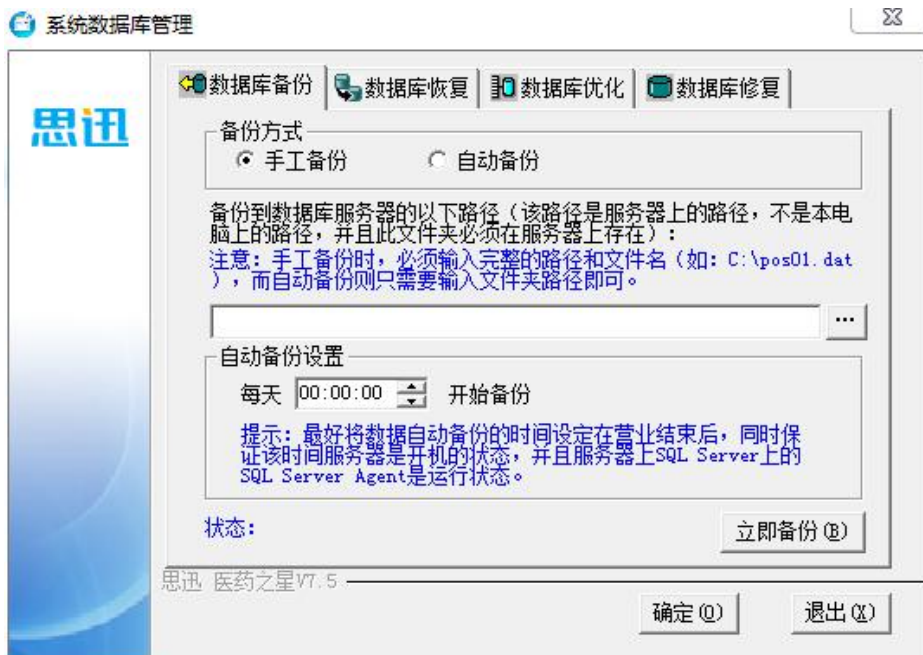 系统数据库管理
思迅
数据库备份
数据库恢复
数据库优化
数据库修复
备份方式
手工备份
自动备份
备份到数据库服务器的以下路径（该路径是服务器上的路径，不是本电
脑上的路径，并且此文件夹必须在服务器上存在）：
注意：手工备份时，必须输入完整的路径和文件名（如：C:\pos01.dat
），而自动备份则只需要输入文件夹路径即可。
...
自动备份设置
每天 00:00:00 开始备份
提示：最好将数据自动备份的时间设定在营业结束后，同时保
证该时间服务器是开机的状态，并且服务器上SQL Server上的
SQL Server Agent是运行状态。
状态：
立即备份(B)
思迅 医药之星V7.5
确定(O)
退出(X)